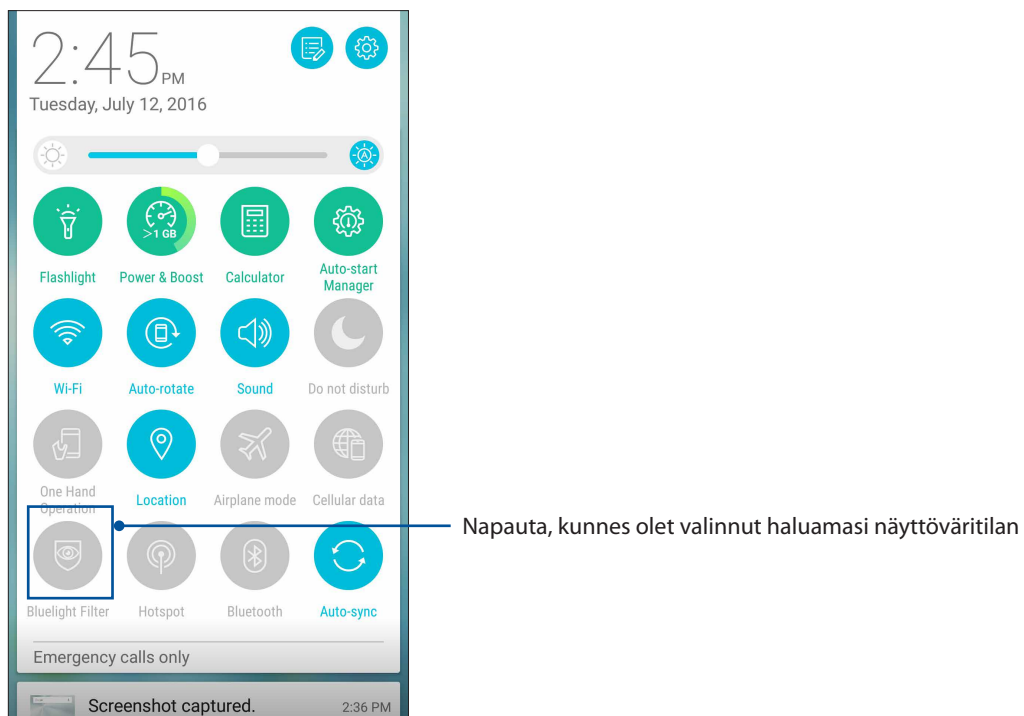 2:45 PM
Tuesday, July 12, 2016
A
>1 GB
Flashlight
Power & Boost
Calculator
Auto-start
Manager
Wi-Fi
Auto-rotate
Sound
Do not disturb
One Hand
Operation
Location
Airplane mode
Cellular data
Napauta, kunnes olet valinnut haluamasi näyttöväritilan
Bluelight Filter
Hotspot
Bluetooth
Auto-sync
Emergency calls only
Screenshot captured.
2:36 PM